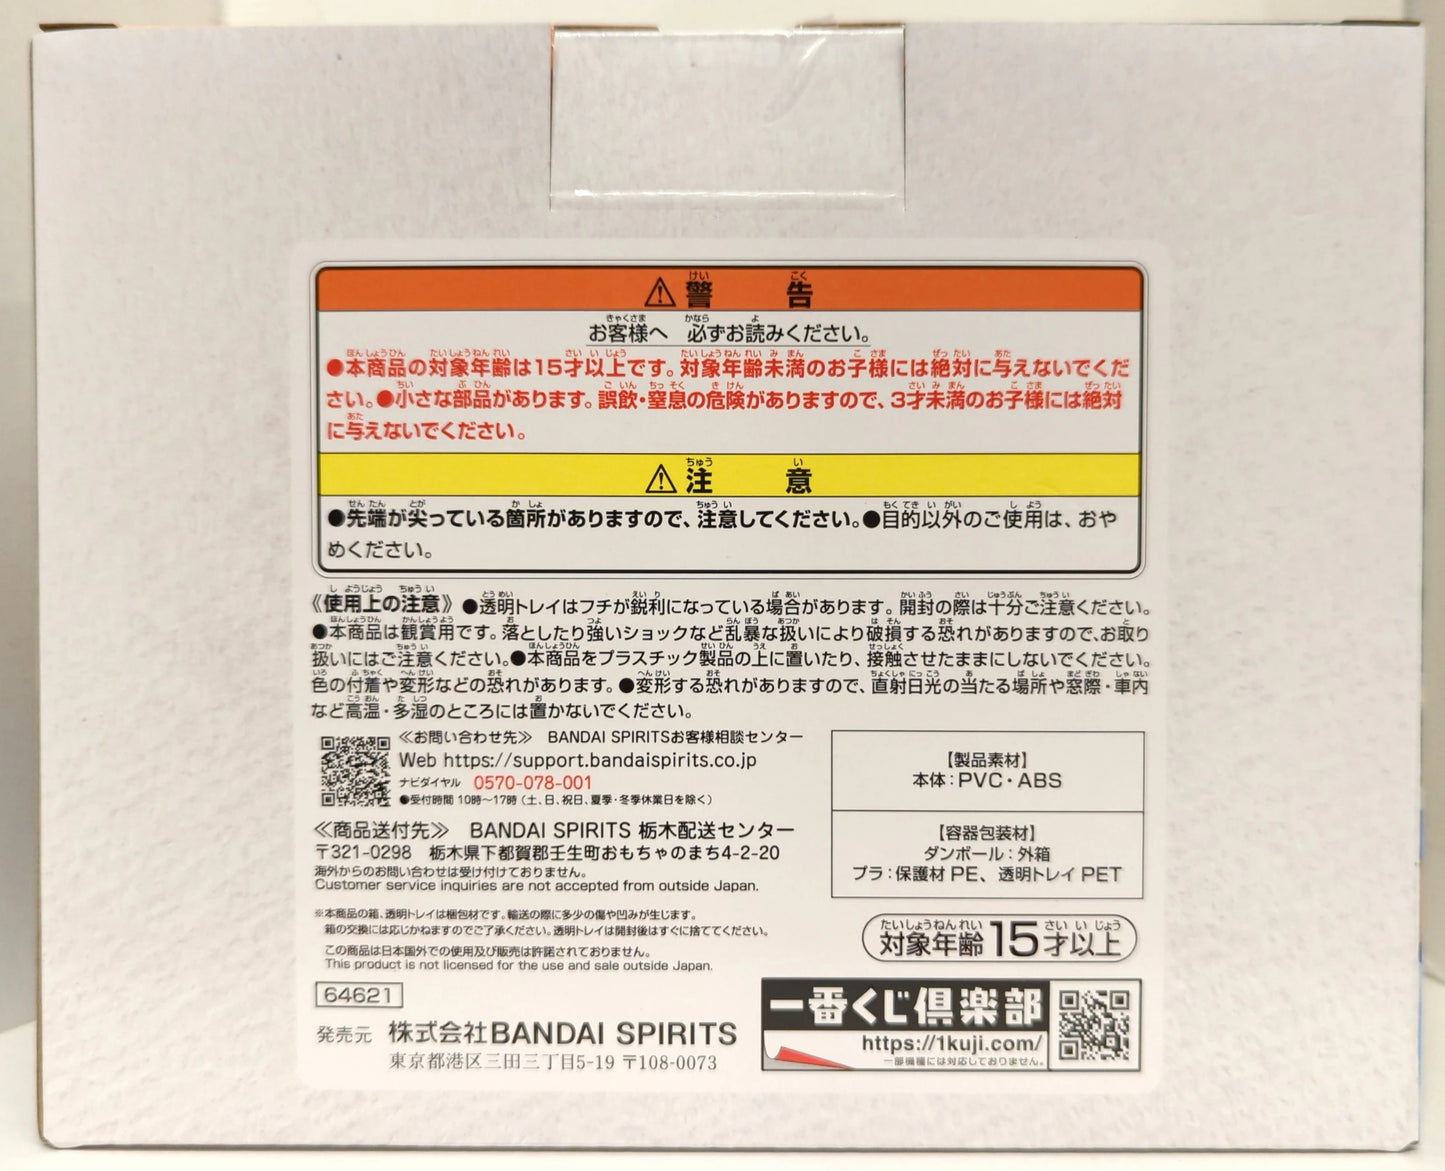 ⚠警告
お客様へ 必ずお読みください。
●本商品の対象年齢は15才以上です。対象年齢未満のお子様には絶対に与えないでくだ
さい。●小さな部品があります。誤飲・窒息の危険がありますので、3才未満のお子様には絶対
に与えないでください。
⚠注意
●先端が尖っている箇所がありますので、注意してください。●目的以外のご使用は、おや
めください。
《使用上の注意》●透明トレイはフチが鋭利になっている場合があります。開封の際は十分ご注意ください。
●本商品は観賞用です。落としたり強いショックなど乱暴な扱いにより破損する恐れがありますので、お取り
扱いにはご注意ください。●本商品をプラスチック製品の上に置いたり、接触させたままにしないでください。
色の付着や変形などの恐れがあります。●変形する恐れがありますので、直射日光の当たる場所や窓際・車内
など高温・多湿のところには置かないでください。
≪お問い合わせ先≫ BANDAI SPIRITSお客様相談センター
Web https://support.bandaispirits.co.jp
ナビダイヤル 0570-078-001
●受付時間 10時〜17時(土、日、祝日、夏季・冬季休業日を除く)
≪商品送付先≫ BANDAI SPIRITS 栃木配送センター
〒321-0298 栃木県下都賀郡壬生町おもちゃのまち4-2-20
海外からのお問い合わせは受け付けておりません。
Customer service inquiries are not accepted from outside Japan.
※本商品の箱、透明トレイは梱包材です。輸送の際に多少の傷や凹みが生じます。
箱の交換には応じかねますのでご了承ください。透明トレイは開封後はすぐに捨ててください。
この商品は日本国外での使用及び販売は許諾されておりません。
This product is not licensed for the use and sale outside Japan.
64621
発売元 株式会社BANDAI SPIRITS
東京都港区三田三丁目5-19 〒108-0073
【製品素材】
本体：PVC・ABS
【容器包装材】
ダンボール：外箱
プラ：保護材 PE、透明トレイ PET
対象年齢15才以上
一番くじ倶楽部
https://1kuji.com/
一部機種には対応しておりません。